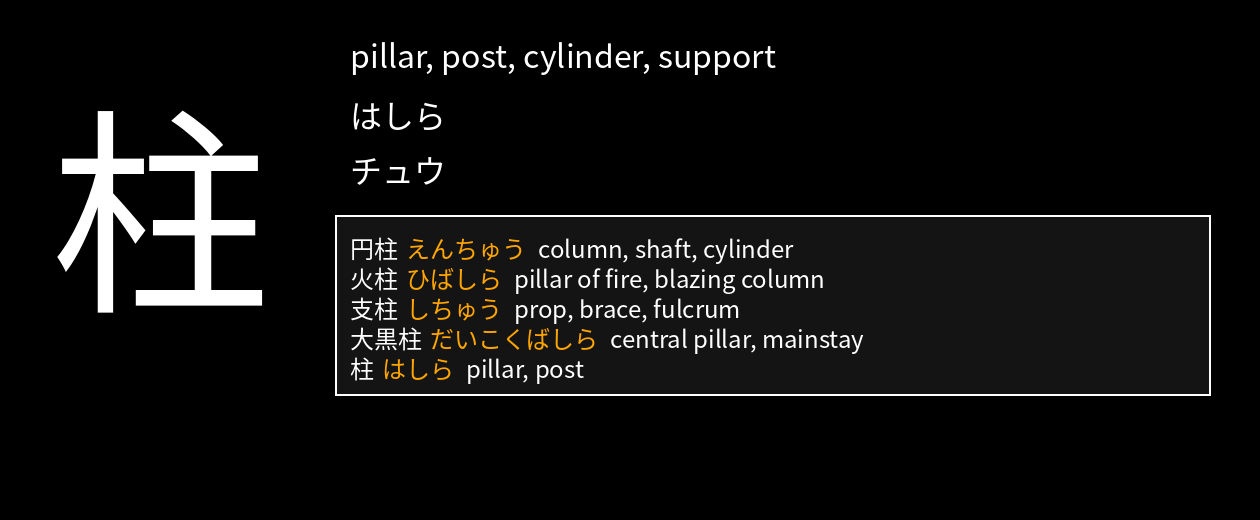 柱
pillar, post, cylinder, support
はしら
チュウ
円柱 えんちゅう column, shaft, cylinder
火柱 ひばしら pillar of fire, blazing column
支柱 しちゅう prop, brace, fulcrum
大黒柱 だいこくばしら central pillar, mainstay
柱 はしら pillar, post